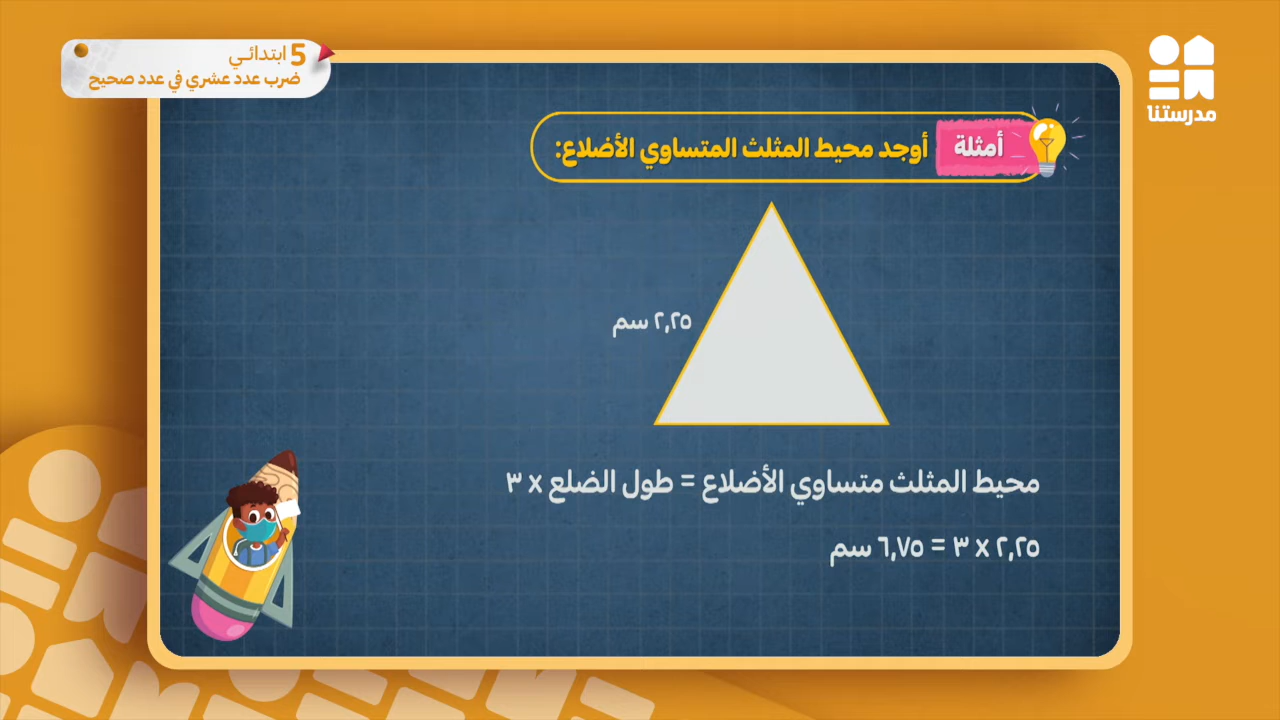 5 ابتدائي
ضرب عدد عشري في عدد صحيح
مدرستنا
أمثلة أوجد محيط المثلث المتساوي الأضلاع:
٢,٢٥ سم
محيط المثلث متساوي الأضلاع = طول الضلع x ٣
٢,٢٥ x ٣ = ٦,٧٥ سم